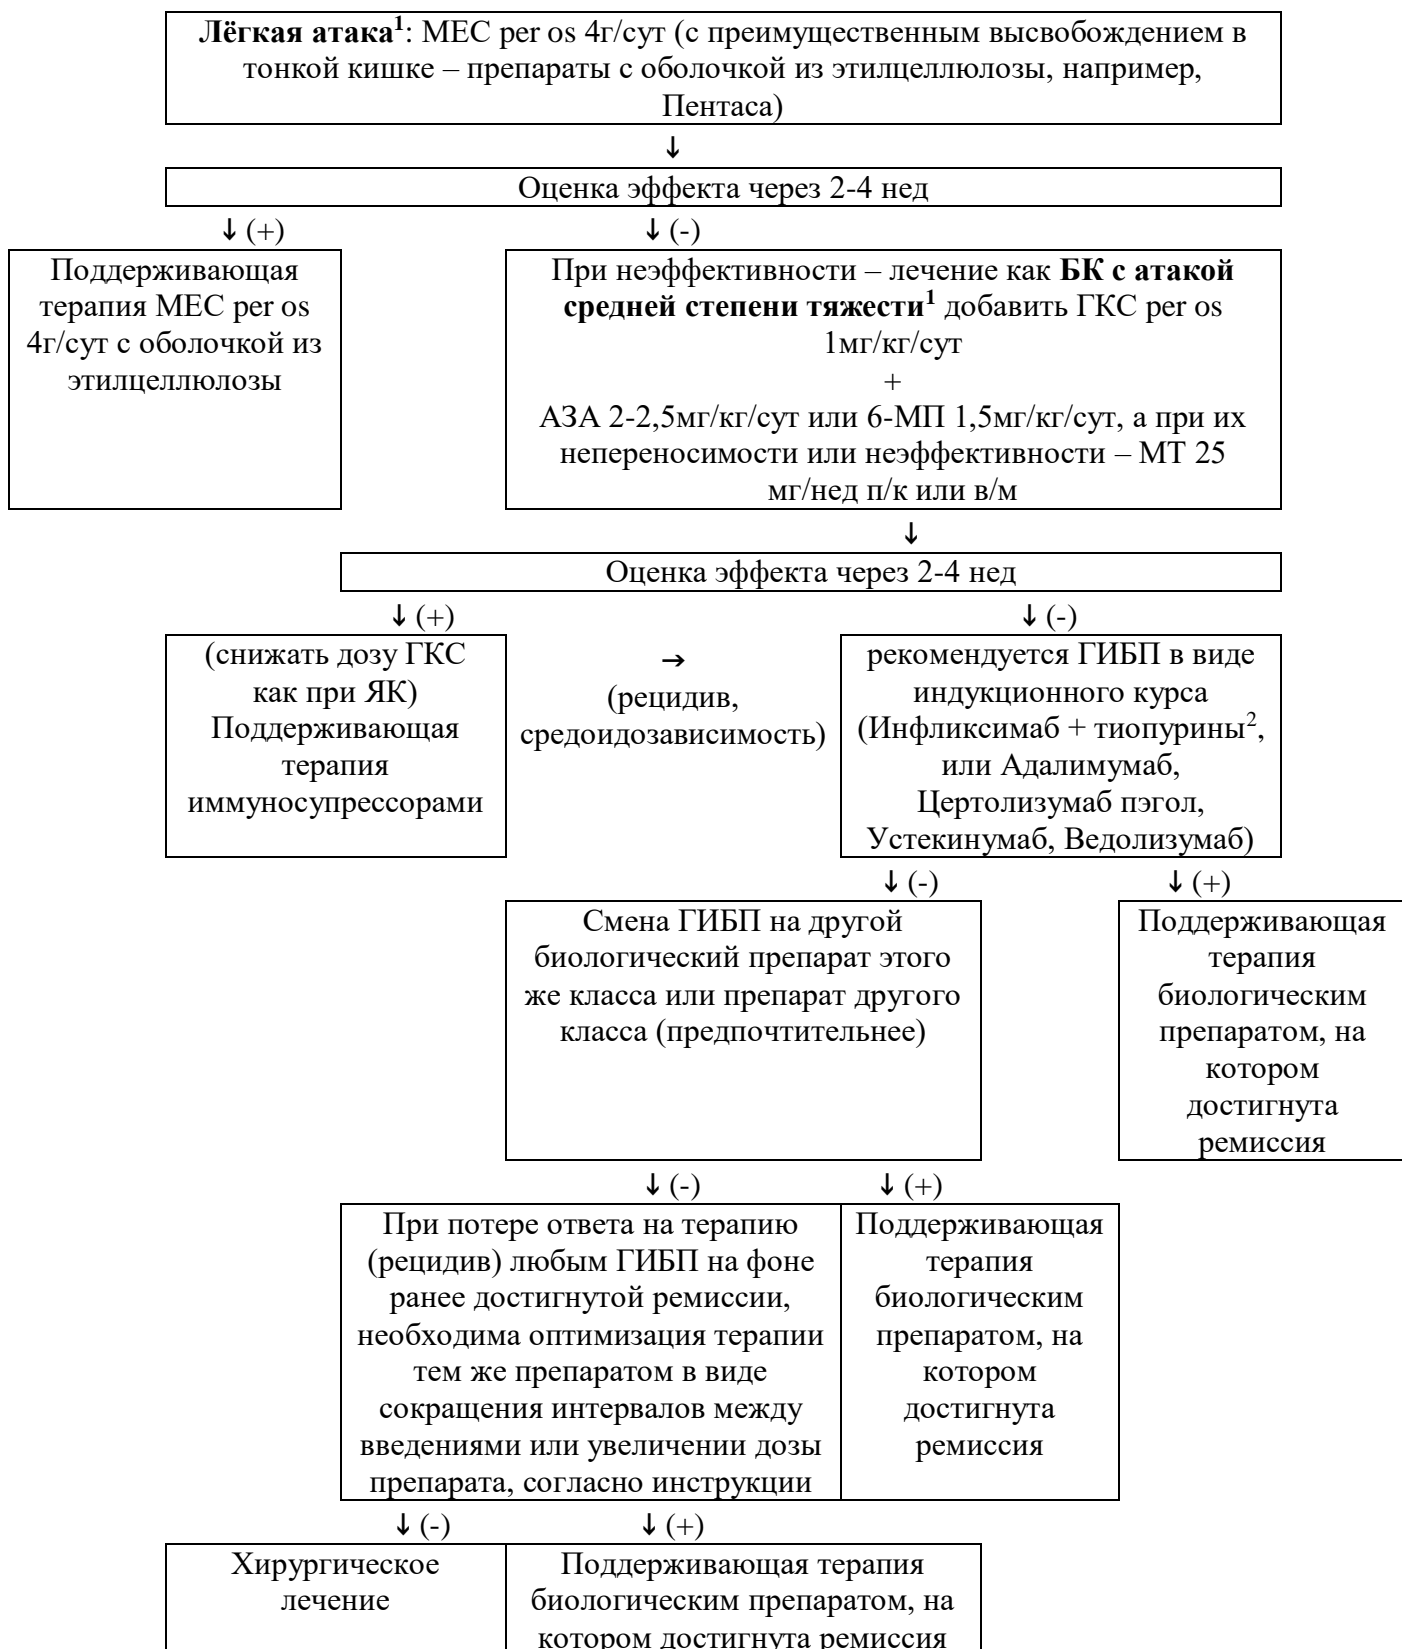 Лёгкая атака¹: МЕС per os 4г/сут (с преимущественным высвобождением в
тонкой кишке – препараты с оболочкой из этилцеллюлозы, например,
Пентаса)
↓
Оценка эффекта через 2-4 нед
↓ (+)
↓ (-)
Поддерживающая
терапия МЕС per os
4г/сут с оболочкой из
этилцеллюлозы
При неэффективности – лечение как БК с атакой
средней степени тяжести¹ добавить ГКС per os
1мг/кг/сут
+
АЗА 2-2,5мг/кг/сут или 6-МП 1,5мг/кг/сут, а при их
непереносимости или неэффективности – МТ 25
мг/нед п/к или в/м
↓
Оценка эффекта через 2-4 нед
↓ (+)
↓ (-)
(снижать дозу ГКС
как при ЯК)
Поддерживающая
терапия
иммуносупрессорами
→
(рецидив,
средоидозависимость)
рекомендуется ГИБП в виде
индукционного курса
(Инфликсимаб + тиопурины²,
или Адалимумаб,
Цертолизумаб пэгол,
Устекинумаб, Ведолизумаб)
↓ (-)
↓ (+)
Смена ГИБП на другой
биологический препарат этого
же класса или препарат другого
класса (предпочтительнее)
Поддерживающая
терапия
биологическим
препаратом, на
котором
достигнута
ремиссия
↓ (-)
↓ (+)
При потере ответа на терапию
(рецидив) любым ГИБП на фоне
ранее достигнутой ремиссии,
необходима оптимизация терапии
тем же препаратом в виде
сокращения интервалов между
введениями или увеличении дозы
препарата, согласно инструкции
Поддерживающая
терапия
биологическим
препаратом, на
котором
достигнута
ремиссия
↓ (-)
↓ (+)
Хирургическое
лечение
Поддерживающая терапия
биологическим препаратом, на
котором достигнута ремиссия